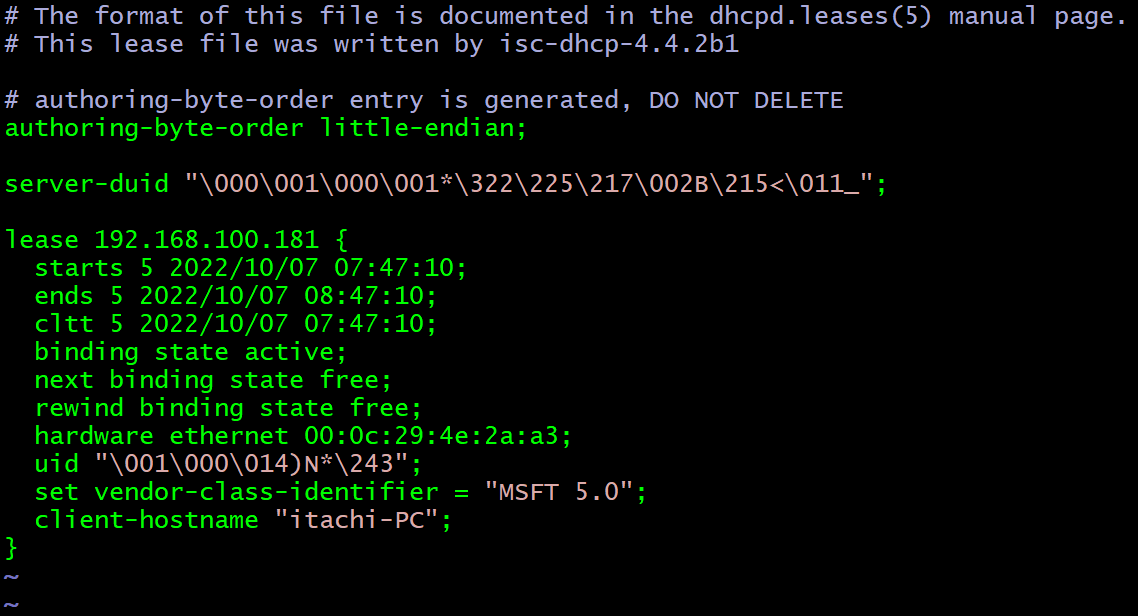 # The format of this file is documented in the dhcpd.leases(5) manual page.
# This lease file was written by isc-dhcp-4.4.2b1

# authoring-byte-order entry is generated, DO NOT DELETE
authoring-byte-order little-endian;

server-duid "\000\001\000\001*\322\225\217\002B\215<\011_";

lease 192.168.100.181 {
  starts 5 2022/10/07 07:47:10;
  ends 5 2022/10/07 08:47:10;
  cltt 5 2022/10/07 07:47:10;
  binding state active;
  next binding state free;
  rewind binding state free;
  hardware ethernet 00:0c:29:4e:2a:a3;
  uid "\001\000\014)N*\243";
  set vendor-class-identifier = "MSFT 5.0";
  client-hostname "itachi-PC";
}
~
~